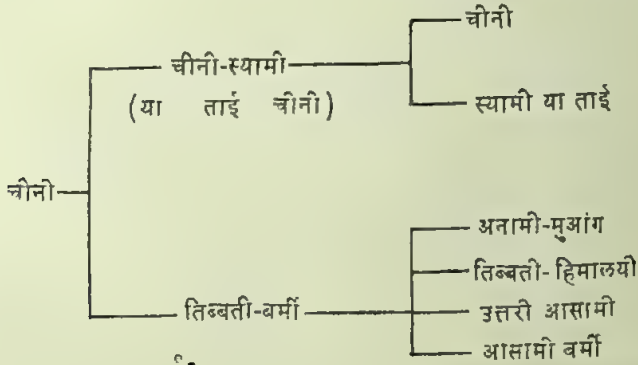 चीनी
चीनी-स्यामी
(या ताई चीनी)
स्यामी या ताई
चीनी
अनामी-मुआंग
तिब्बती-हिमालयी
तिब्बती-बर्मी
उत्तरी आसामी
आसामी बर्मी